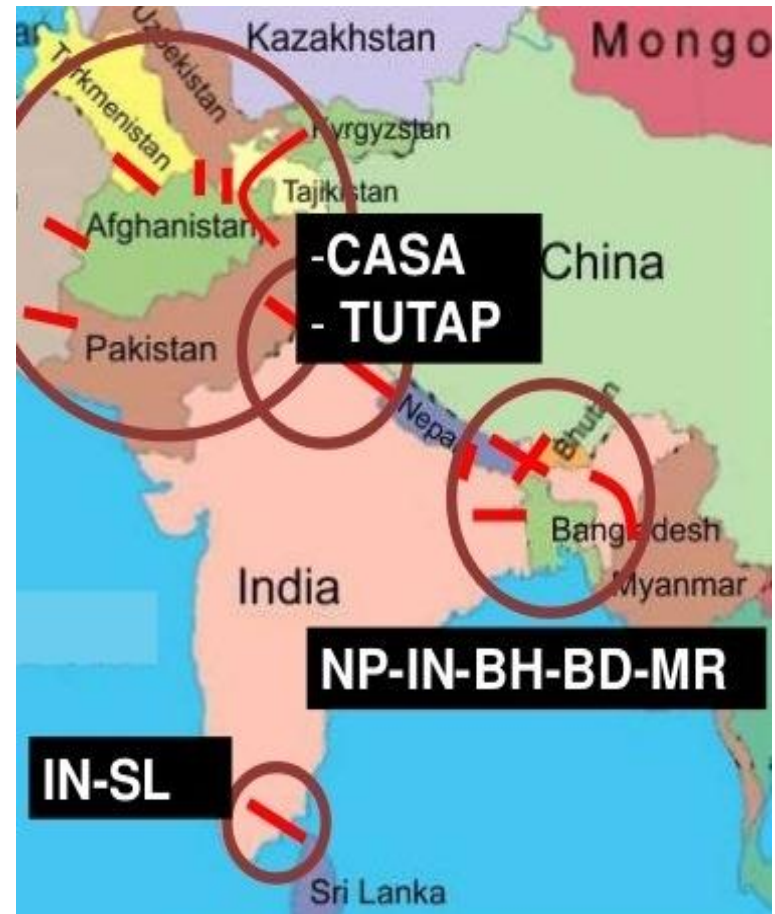 Kazakhstan
Mongo
Uzbekistan
Turkmenistan
Kyrgyzstan
Tajikistan
Afghanistan
-CASA
- TUTAP
China
Pakistan
Nepal
Bhutan
Bangladesh
India
Myanmar
NP-IN-BH-BD-MR
IN-SL
Sri Lanka